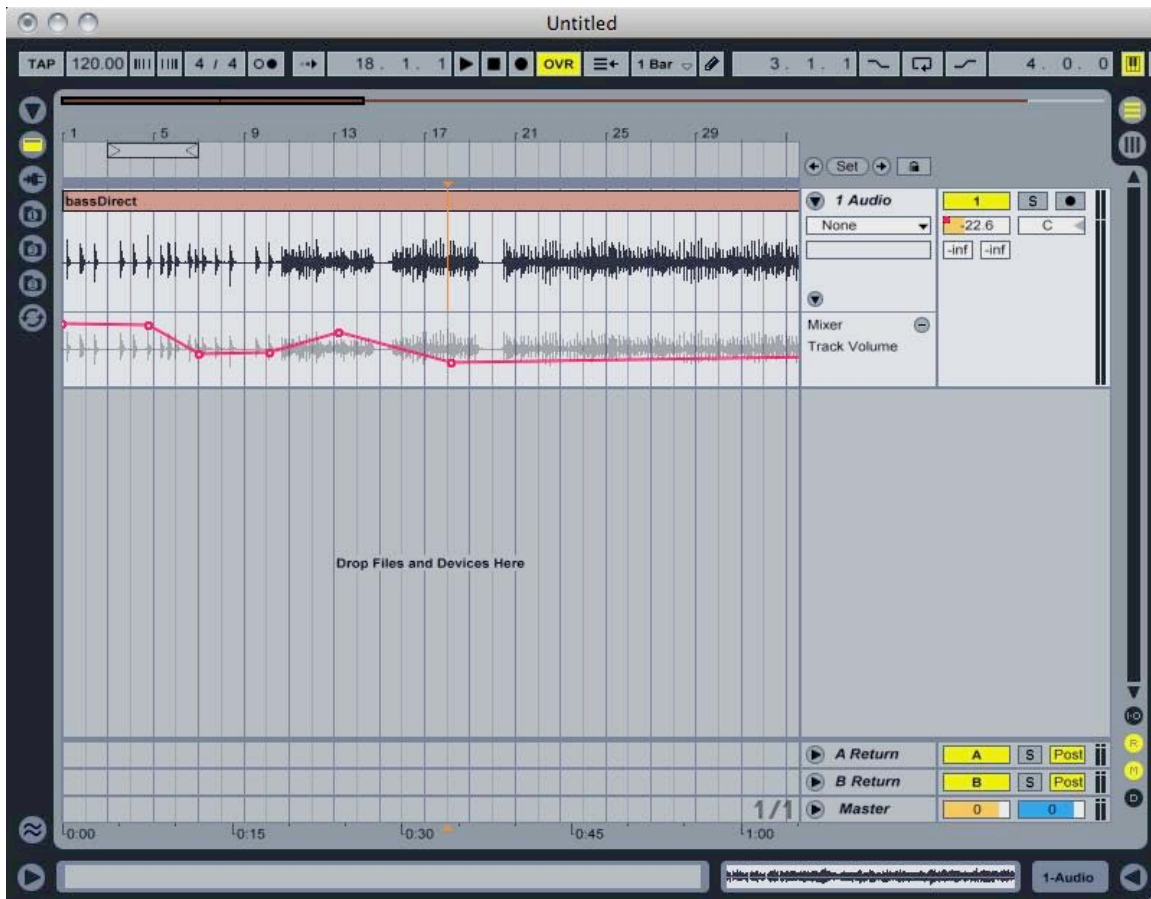 Untitled
TAP 120.00 4 / 4 18. 1. 1 OVR 1 Bar 3. 1. 1 4. 0. 0
1 5 9 13 17 21 25 29
Set
bassDirect
1 Audio 1 S
None -22.6 C
-inf -inf
Mixer
Track Volume
Drop Files and Devices Here
I-O
A Return A S Post R
B Return B S Post M
1/1 Master 0 0 D
0:00 0:15 0:30 0:45 1:00
1-Audio